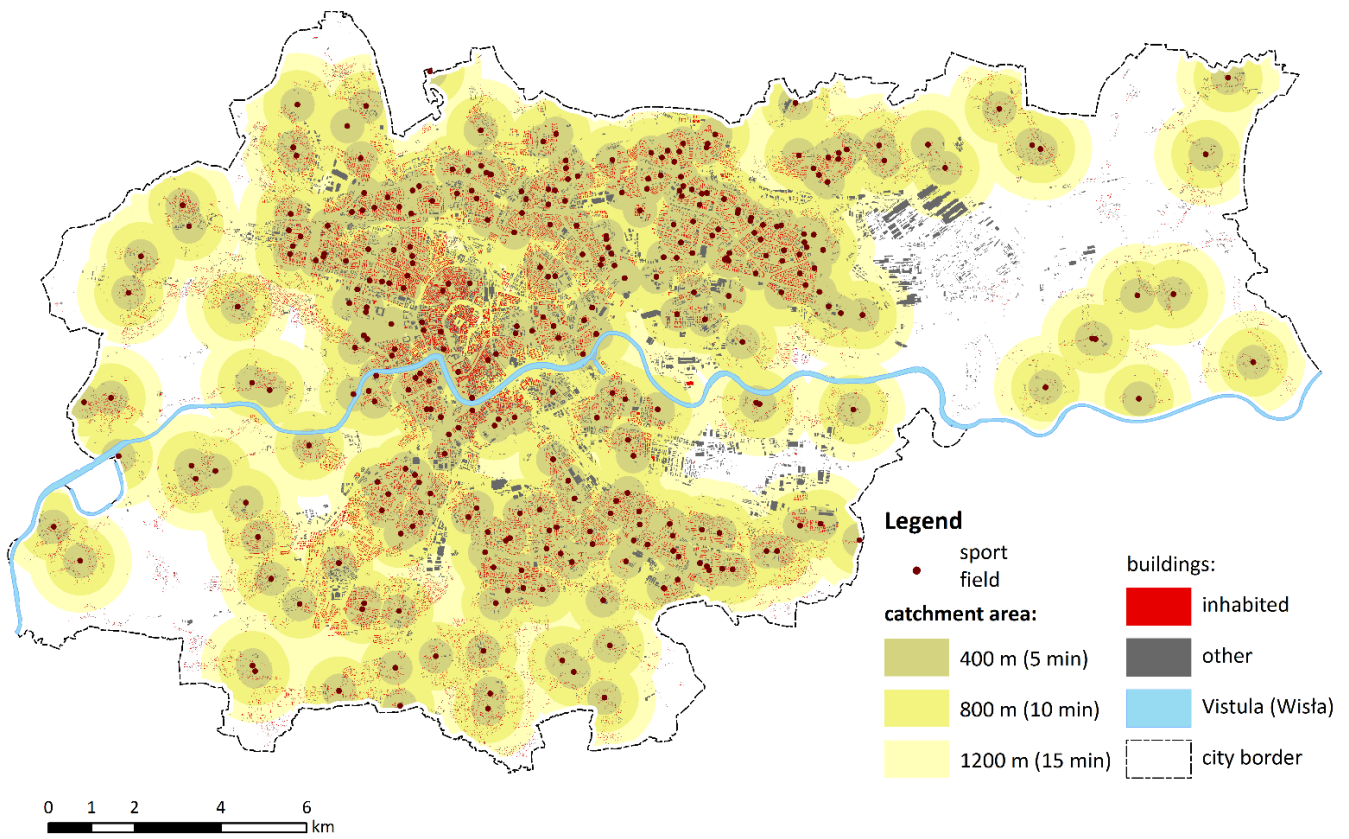 Legend
sport
field
catchment area:
400 m (5 min)
800 m (10 min)
1200 m (15 min)
buildings:
inhabited
other
Vistula (Wisła)
city border
0 1 2 4 6
km